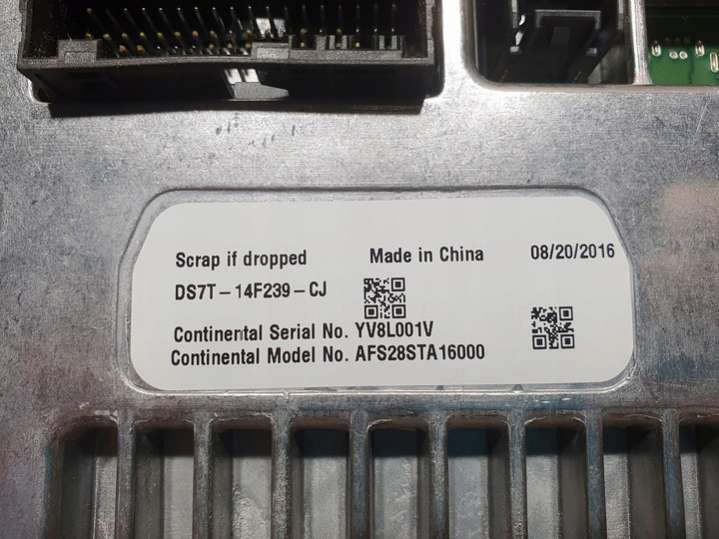 Scrap if dropped Made in China 08/20/2016
DS7T-14F239-CJ
Continental Serial No. YV8L001V
Continental Model No. AFS28STA16000